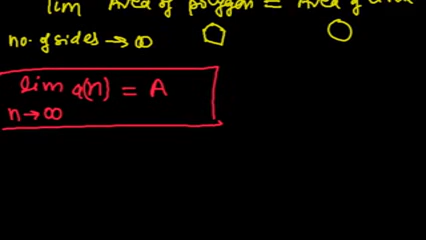 lim Area of polygon = Area of
no. of sides → ∞
lim a(n) = A
n → ∞